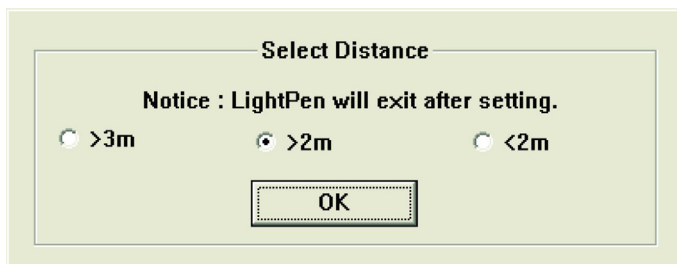 Select Distance
Notice : LightPen will exit after setting.
>3m >2m <2m
OK